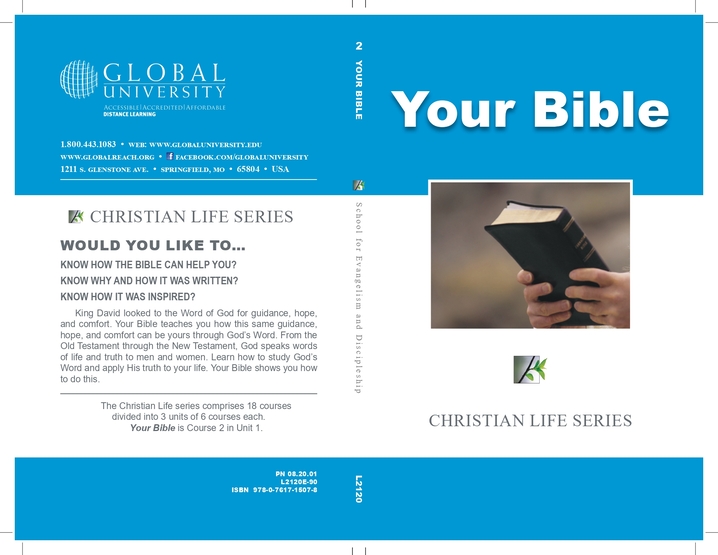 GLOBAL
UNIVERSITY
ACCESSIBLE|ACCREDITED|AFFORDABLE
DISTANCE LEARNING
1.800.443.1083 • WEB: WWW.GLOBALUNIVERSITY.EDU
WWW.GLOBALREACH.ORG • f FACEBOOK.COM/GLOBALUNIVERSITY
1211 S. GLENSTONE AVE. • SPRINGFIELD, MO • 65804 • USA
CHRISTIAN LIFE SERIES
WOULD YOU LIKE TO...
KNOW HOW THE BIBLE CAN HELP YOU?
KNOW WHY AND HOW IT WAS WRITTEN?
KNOW HOW IT WAS INSPIRED?
King David looked to the Word of God for guidance, hope,
and comfort. Your Bible teaches you how this same guidance,
hope, and comfort can be yours through God's Word. From the
Old Testament through the New Testament, God speaks words
of life and truth to men and women. Learn how to study God's
Word and apply His truth to your life. Your Bible shows you how
to do this.
The Christian Life series comprises 18 courses
divided into 3 units of 6 courses each.
Your Bible is Course 2 in Unit 1.
PN 08.20.01
L2120E-90
ISBN 978-0-7617-1507-8
2 YOUR BIBLE
School for Evangelism and Discipleship
L2120
Your Bible
CHRISTIAN LIFE SERIES